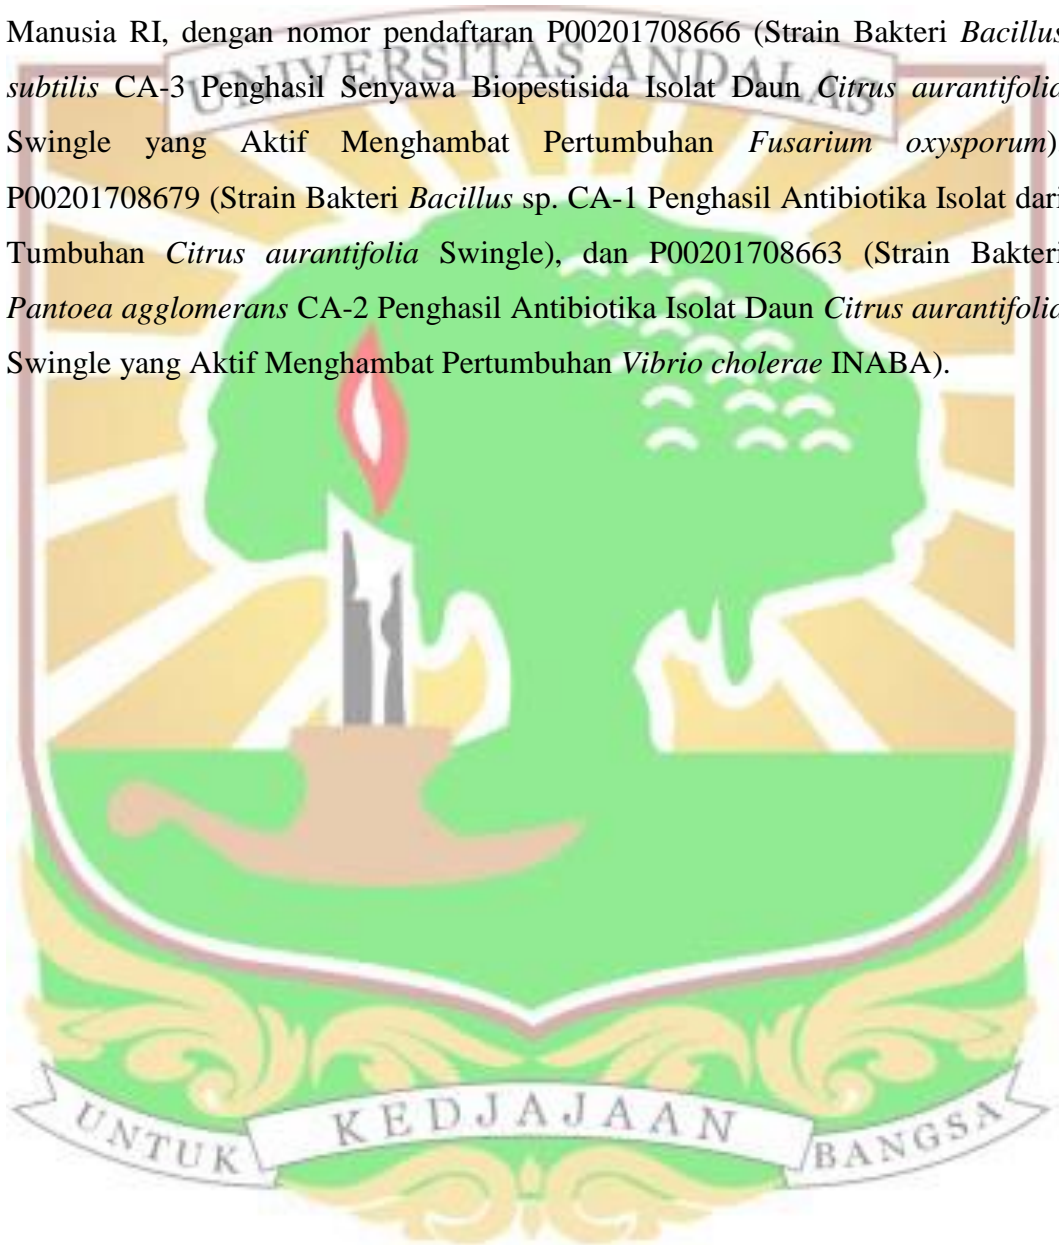 Manusia RI, dengan nomor pendaftaran P00201708666 (Strain Bakteri Bacillus
subtilis CA-3 Penghasil Senyawa Biopestisida Isolat Daun Citrus aurantifolia
Swingle yang Aktif Menghambat Pertumbuhan Fusarium oxysporum)
P00201708679 (Strain Bakteri Bacillus sp. CA-1 Penghasil Antibiotika Isolat dari
Tumbuhan Citrus aurantifolia Swingle), dan P00201708663 (Strain Bakteri
Pantoea agglomerans CA-2 Penghasil Antibiotika Isolat Daun Citrus aurantifolia
Swingle yang Aktif Menghambat Pertumbuhan Vibrio cholerae INABA).
UNIVERSITAS ANDALAS
UNTUK KEDJAJAAN BANGSA